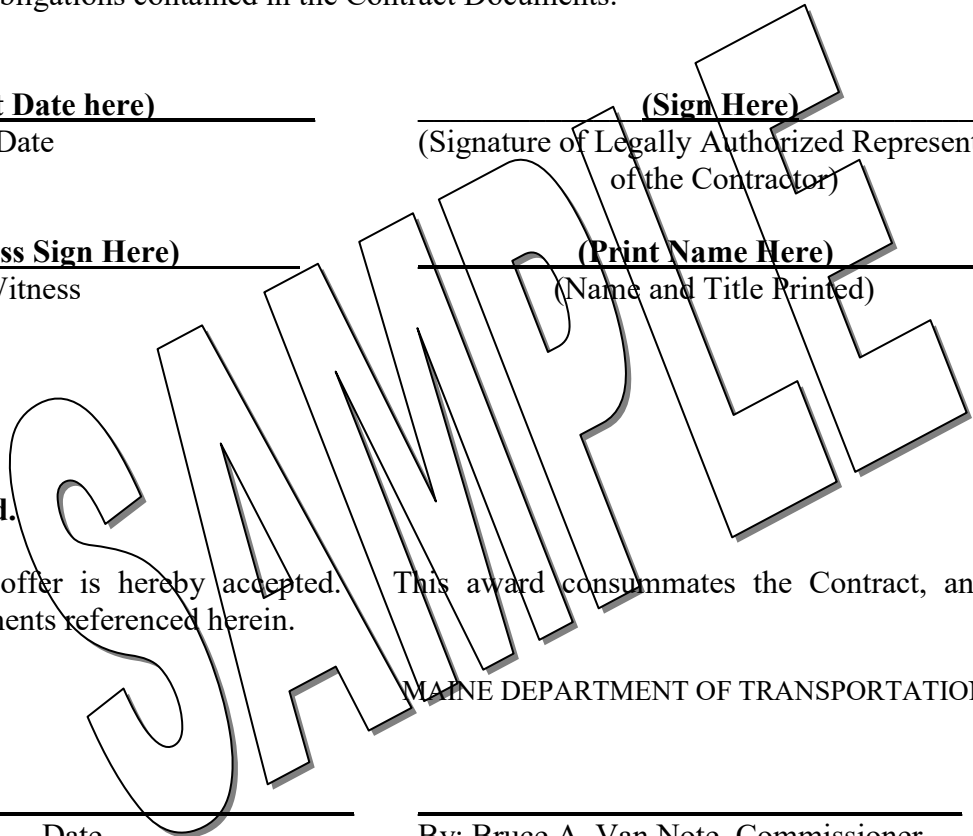 bligations contained in the Contract Documents.
t Date here) (Sign Here)
Date (Signature of Legally Authorized Represent
of the Contractor)
ss Sign Here) (Print Name Here)
Witness (Name and Title Printed)
SAMPLE
d.
offer is hereby accepted. This award consummates the Contract, an
ents referenced herein.
MAINE DEPARTMENT OF TRANSPORTATION
Date By: Bruce A. Van Note, Commissioner